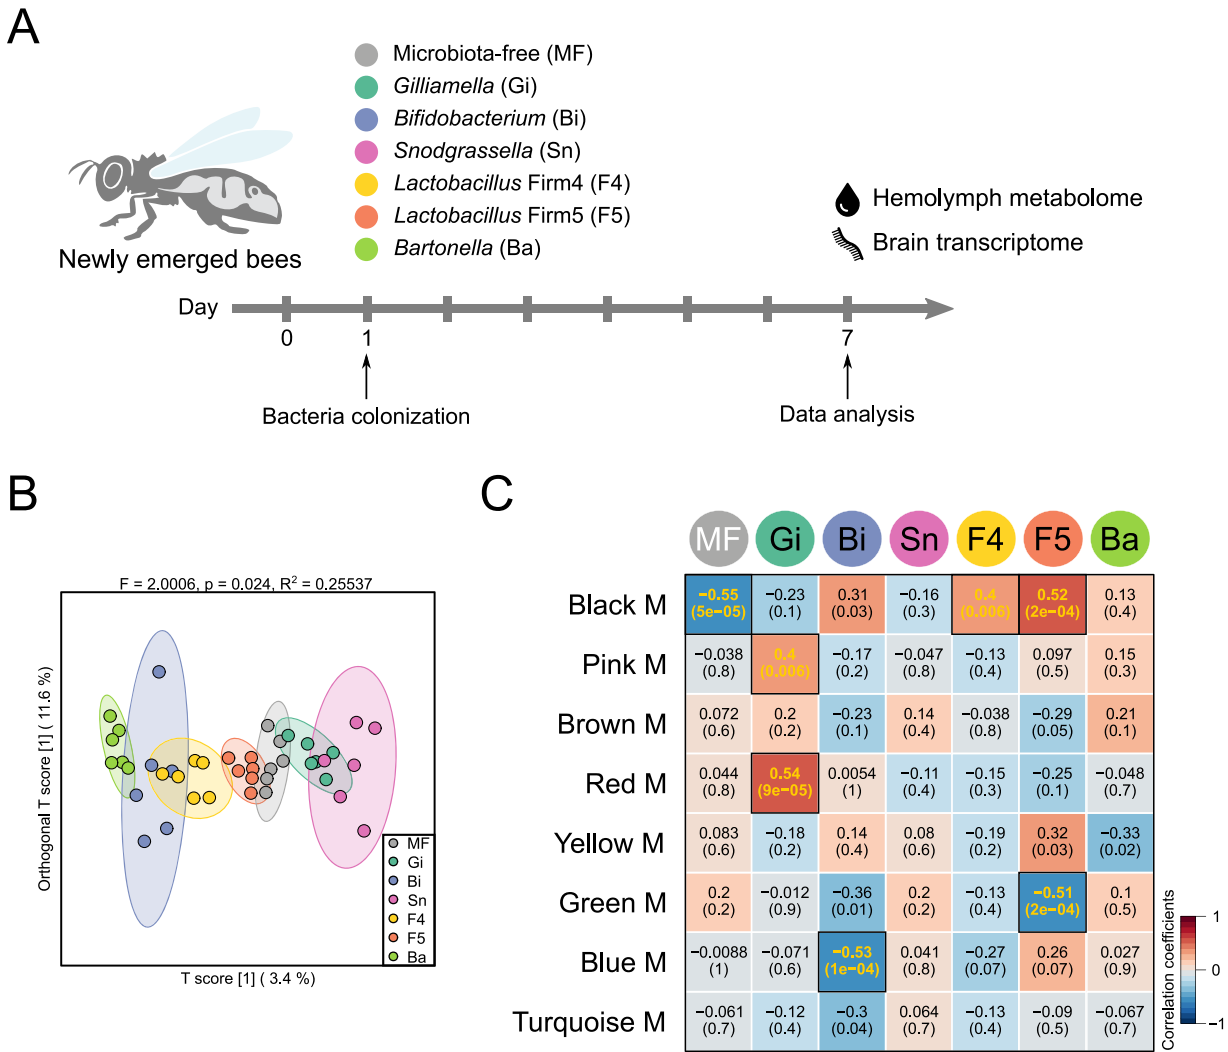 A
Microbiota-free (MF)
Gilliamella (Gi)
Bifidobacterium (Bi)
Snodgrassella (Sn)
Lactobacillus Firm4 (F4)
Lactobacillus Firm5 (F5)
Bartonella (Ba)
Newly emerged bees
Hemolymph metabolome
Brain transcriptome
Day
0 1 7
Bacteria colonization
Data analysis
B
F = 2.0006, p = 0.024, R² = 0.25537
Orthogonal T score [1] ( 11.6 %)
T score [1] ( 3.4 %)
MF
Gi
Bi
Sn
F4
F5
Ba
C
MF Gi Bi Sn F4 F5 Ba
Black M −0.55 −0.23 0.31 −0.16 0.4 0.52 0.13
(5e−05) (0.1) (0.03) (0.3) (0.006) (2e−04) (0.4)
Pink M −0.038 0.4 −0.17 −0.047 −0.13 0.097 0.15
(0.8) (0.006) (0.2) (0.8) (0.4) (0.5) (0.3)
Brown M 0.072 0.2 −0.23 0.14 −0.038 −0.29 0.21
(0.6) (0.2) (0.1) (0.4) (0.8) (0.05) (0.1)
Red M 0.044 0.54 0.0054 −0.11 −0.15 −0.25 −0.048
(0.8) (9e−05) (1) (0.4) (0.3) (0.1) (0.7)
Yellow M 0.083 −0.18 0.14 0.08 −0.19 0.32 −0.33
(0.6) (0.2) (0.4) (0.6) (0.2) (0.03) (0.02)
Green M 0.2 −0.012 −0.36 0.2 −0.13 −0.51 0.1
(0.2) (0.9) (0.01) (0.2) (0.4) (2e−04) (0.5)
Blue M −0.0088 −0.071 −0.53 0.041 −0.27 0.26 0.027
(1) (0.6) (1e−04) (0.8) (0.07) (0.07) (0.9)
Turquoise M −0.061 −0.12 −0.3 0.064 −0.13 −0.09 −0.067
(0.7) (0.4) (0.04) (0.7) (0.4) (0.5) (0.7)
Correlation coefficients
1
0
−1